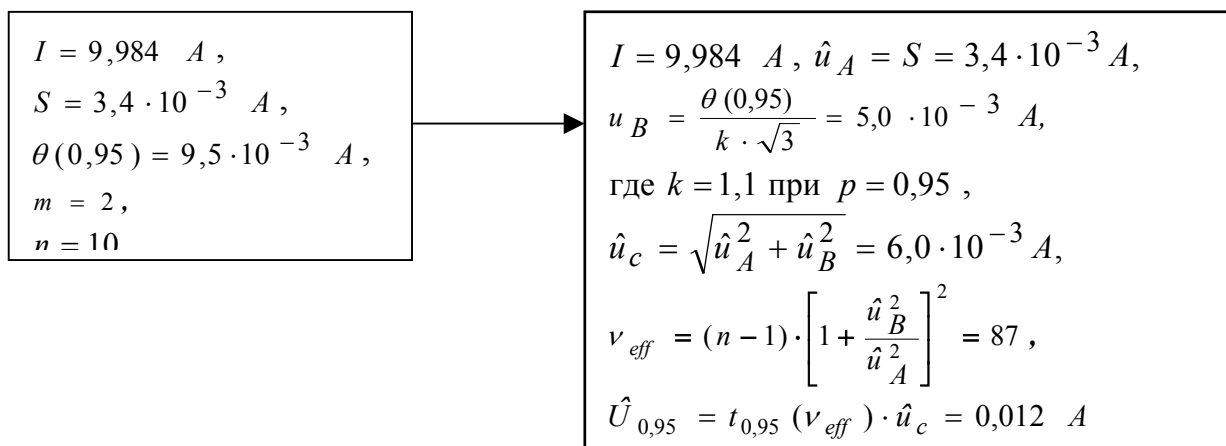 I = 9,984 A ,
S = 3,4 · 10⁻³ A ,
θ (0,95) = 9,5 · 10⁻³ A ,
m = 2 ,
n = 10
I = 9,984 A , û_A = S = 3,4 · 10⁻³ A,
u_B = θ (0,95) / (k · √3) = 5,0 · 10⁻³ A,
где k = 1,1 при p = 0,95 ,
û_c = √(û_A² + û_B²) = 6,0 · 10⁻³ A,
ν_eff = (n − 1) · [1 + û_B² / û_A²]² = 87 ,
Û_0,95 = t_0,95 (ν_eff) · û_c = 0,012 A